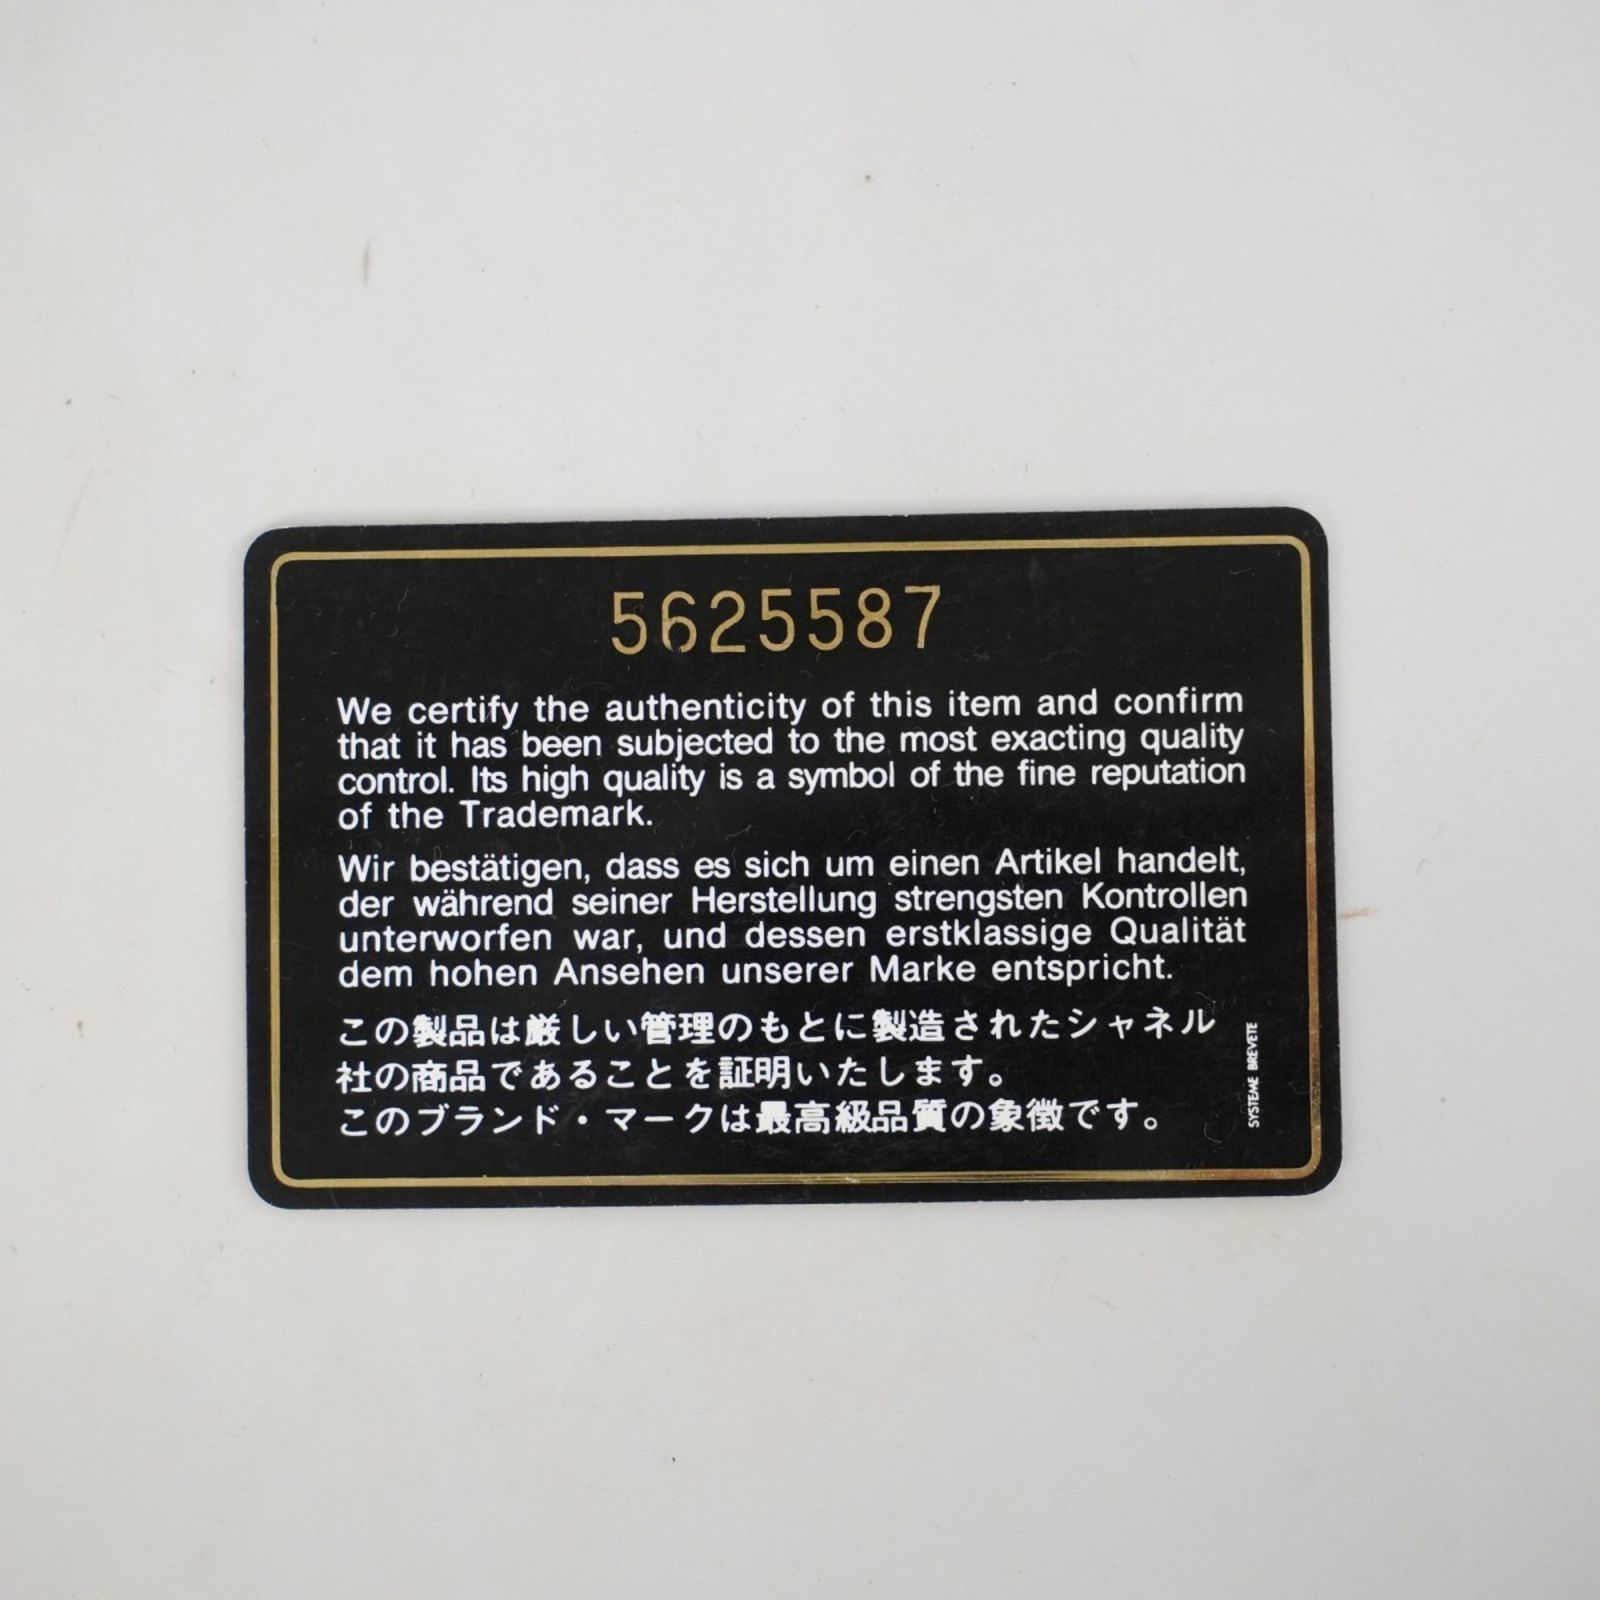 5625587
We certify the authenticity of this item and confirm
that it has been subjected to the most exacting quality
control. Its high quality is a symbol of the fine reputation
of the Trademark.
Wir bestätigen, dass es sich um einen Artikel handelt,
der während seiner Herstellung strengsten Kontrollen
unterworfen war, und dessen erstklassige Qualität
dem hohen Ansehen unserer Marke entspricht.
この製品は厳しい管理のもとに製造されたシャネル
社の商品であることを証明いたします。
このブランド・マークは最高級品質の象徴です。
SYSTEME BREVETE